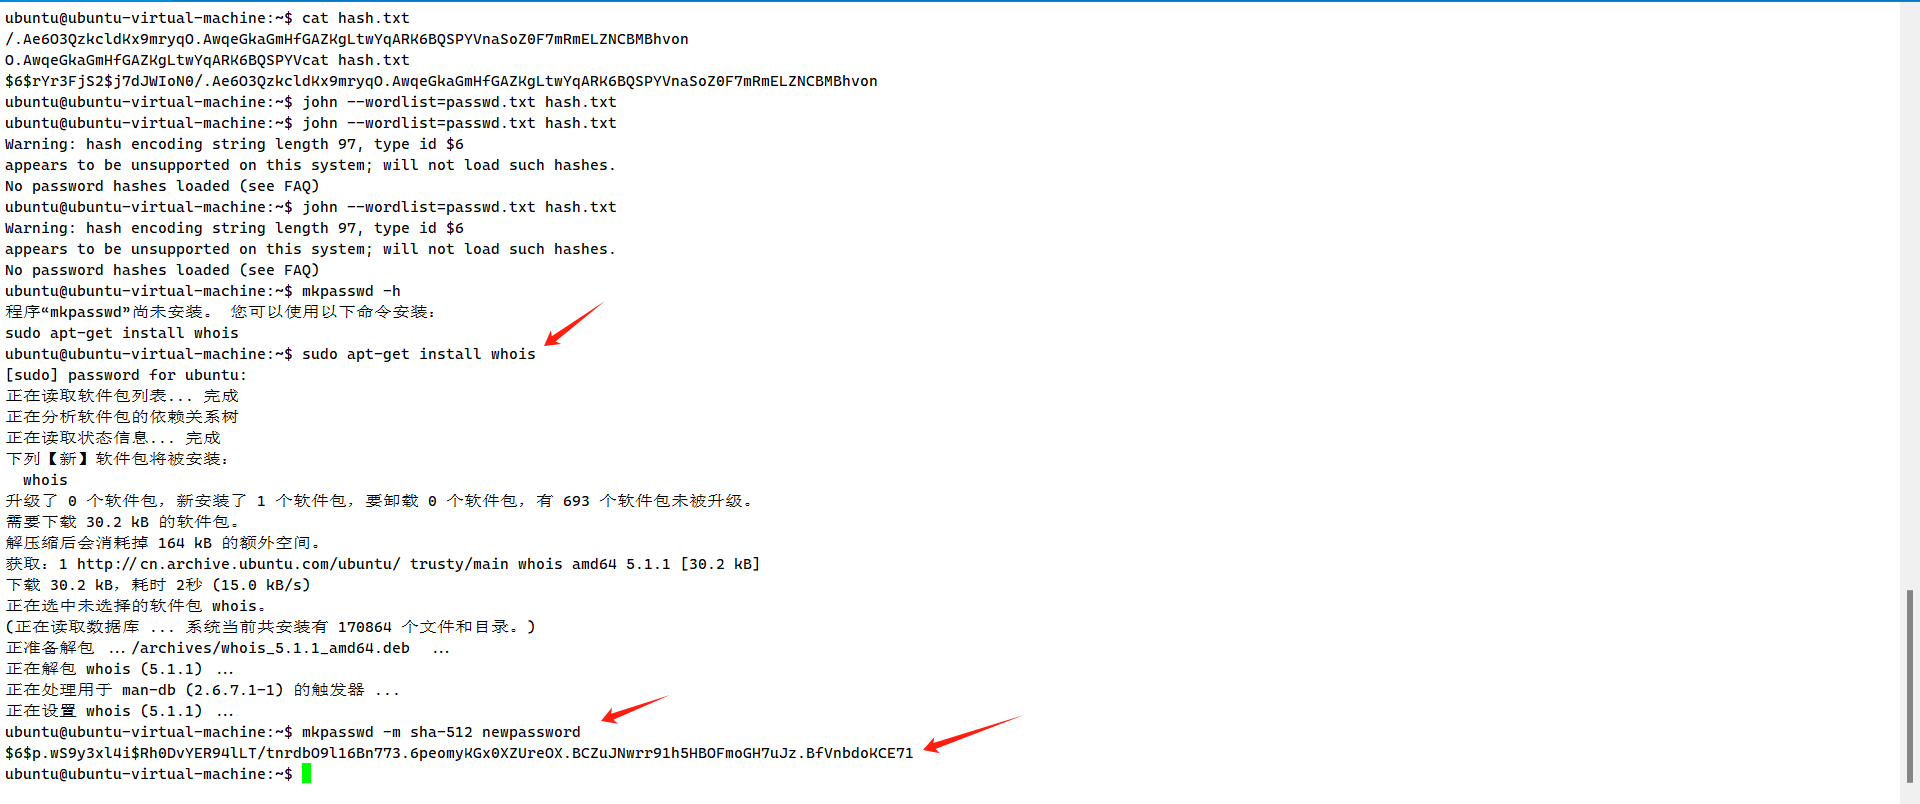 ubuntu@ubuntu-virtual-machine:~$ cat hash.txt
/.Ae6O3QzkcldKx9mryqO.AwqeGkaGmHfGAZKgLtwYqARK6BQSPYVnaSoZ0F7mRmELZNCBMBhvon
O.AwqeGkaGmHfGAZKgLtwYqARK6BQSPYVcat hash.txt
$6$rYr3FjS2$j7dJWIoN0/.Ae6O3QzkcldKx9mryqO.AwqeGkaGmHfGAZKgLtwYqARK6BQSPYVnaSoZ0F7mRmELZNCBMBhvon
ubuntu@ubuntu-virtual-machine:~$ john --wordlist=passwd.txt hash.txt
ubuntu@ubuntu-virtual-machine:~$ john --wordlist=passwd.txt hash.txt
Warning: hash encoding string length 97, type id $6
appears to be unsupported on this system; will not load such hashes.
No password hashes loaded (see FAQ)
ubuntu@ubuntu-virtual-machine:~$ john --wordlist=passwd.txt hash.txt
Warning: hash encoding string length 97, type id $6
appears to be unsupported on this system; will not load such hashes.
No password hashes loaded (see FAQ)
ubuntu@ubuntu-virtual-machine:~$ mkpasswd -h
程序“mkpasswd”尚未安装。 您可以使用以下命令安装:
sudo apt-get install whois
ubuntu@ubuntu-virtual-machine:~$ sudo apt-get install whois
[sudo] password for ubuntu:
正在读取软件包列表... 完成
正在分析软件包的依赖关系树
正在读取状态信息... 完成
下列【新】软件包将被安装:
whois
升级了 0 个软件包，新安装了 1 个软件包，要卸载 0 个软件包，有 693 个软件包未被升级。
需要下载 30.2 kB 的软件包。
解压缩后会消耗掉 164 kB 的额外空间。
获取：1 http://cn.archive.ubuntu.com/ubuntu/ trusty/main whois amd64 5.1.1 [30.2 kB]
下载 30.2 kB，耗时 2秒 (15.0 kB/s)
正在选中未选择的软件包 whois。
(正在读取数据库 ... 系统当前共安装有 170864 个文件和目录。)
正准备解包 .../archives/whois_5.1.1_amd64.deb  ...
正在解包 whois (5.1.1) ...
正在处理用于 man-db (2.6.7.1-1) 的触发器 ...
正在设置 whois (5.1.1) ...
ubuntu@ubuntu-virtual-machine:~$ mkpasswd -m sha-512 newpassword
$6$p.wS9y3xl4i$Rh0DvYER94lLT/tnrdbO9l16Bn773.6peomyKGx0XZUreOX.BCZuJNwrr91h5HBOFmoGH7uJz.BfVnbdoKCE71
ubuntu@ubuntu-virtual-machine:~$